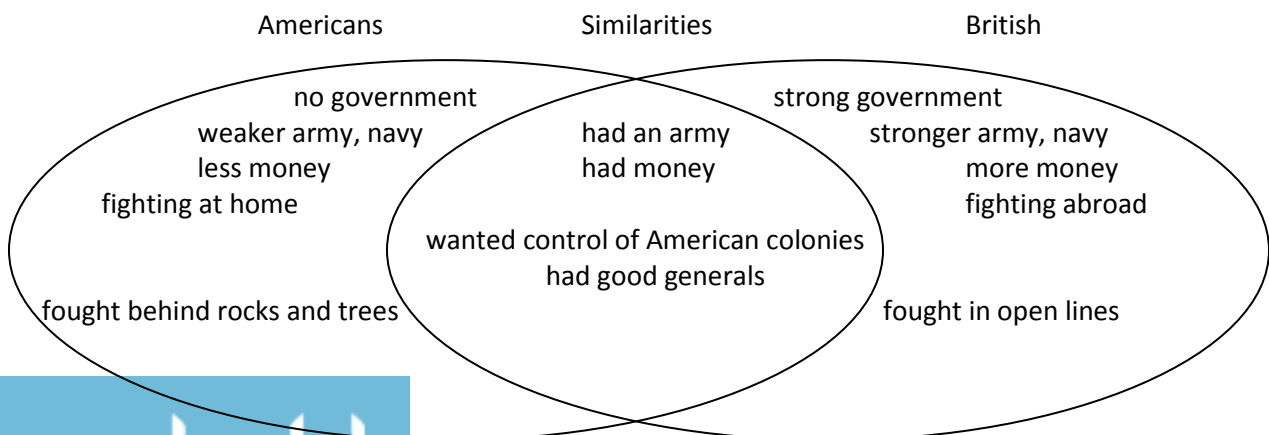 Americans Similarities British
no government
weaker army, navy
less money
fighting at home
fought behind rocks and trees
had an army
had money
wanted control of American colonies
had good generals
strong government
stronger army, navy
more money
fighting abroad
fought in open lines